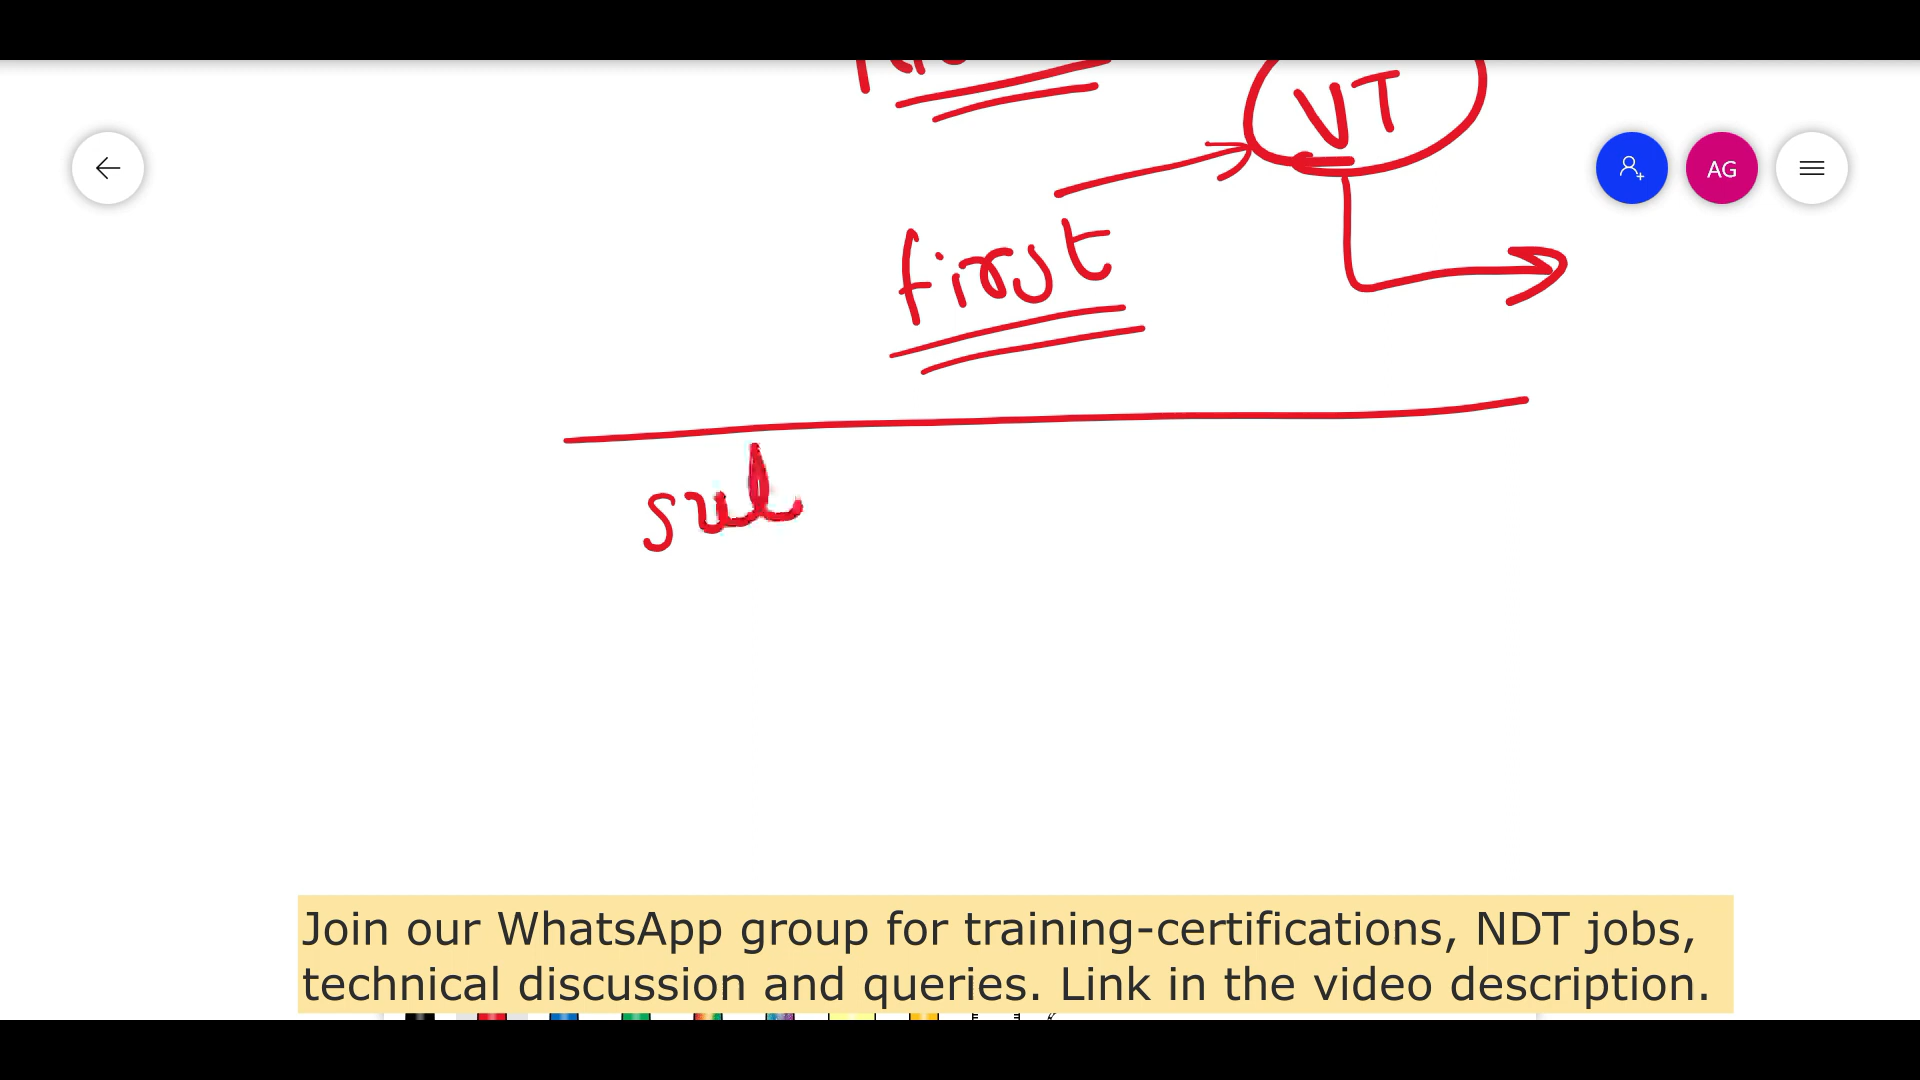 VT
AG
first
sub
Join our WhatsApp group for training-certifications, NDT jobs,
technical discussion and queries. Link in the video description.